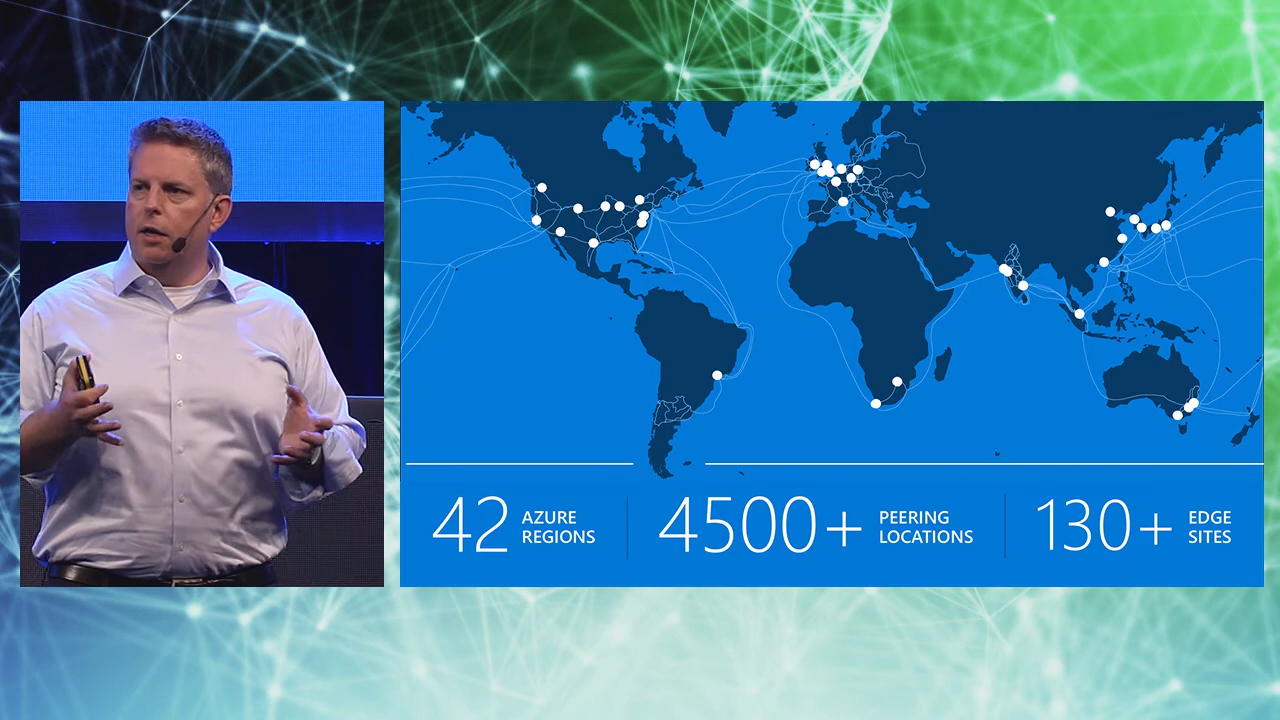 42 AZURE
REGIONS
4500+ PEERING
LOCATIONS
130+ EDGE
SITES